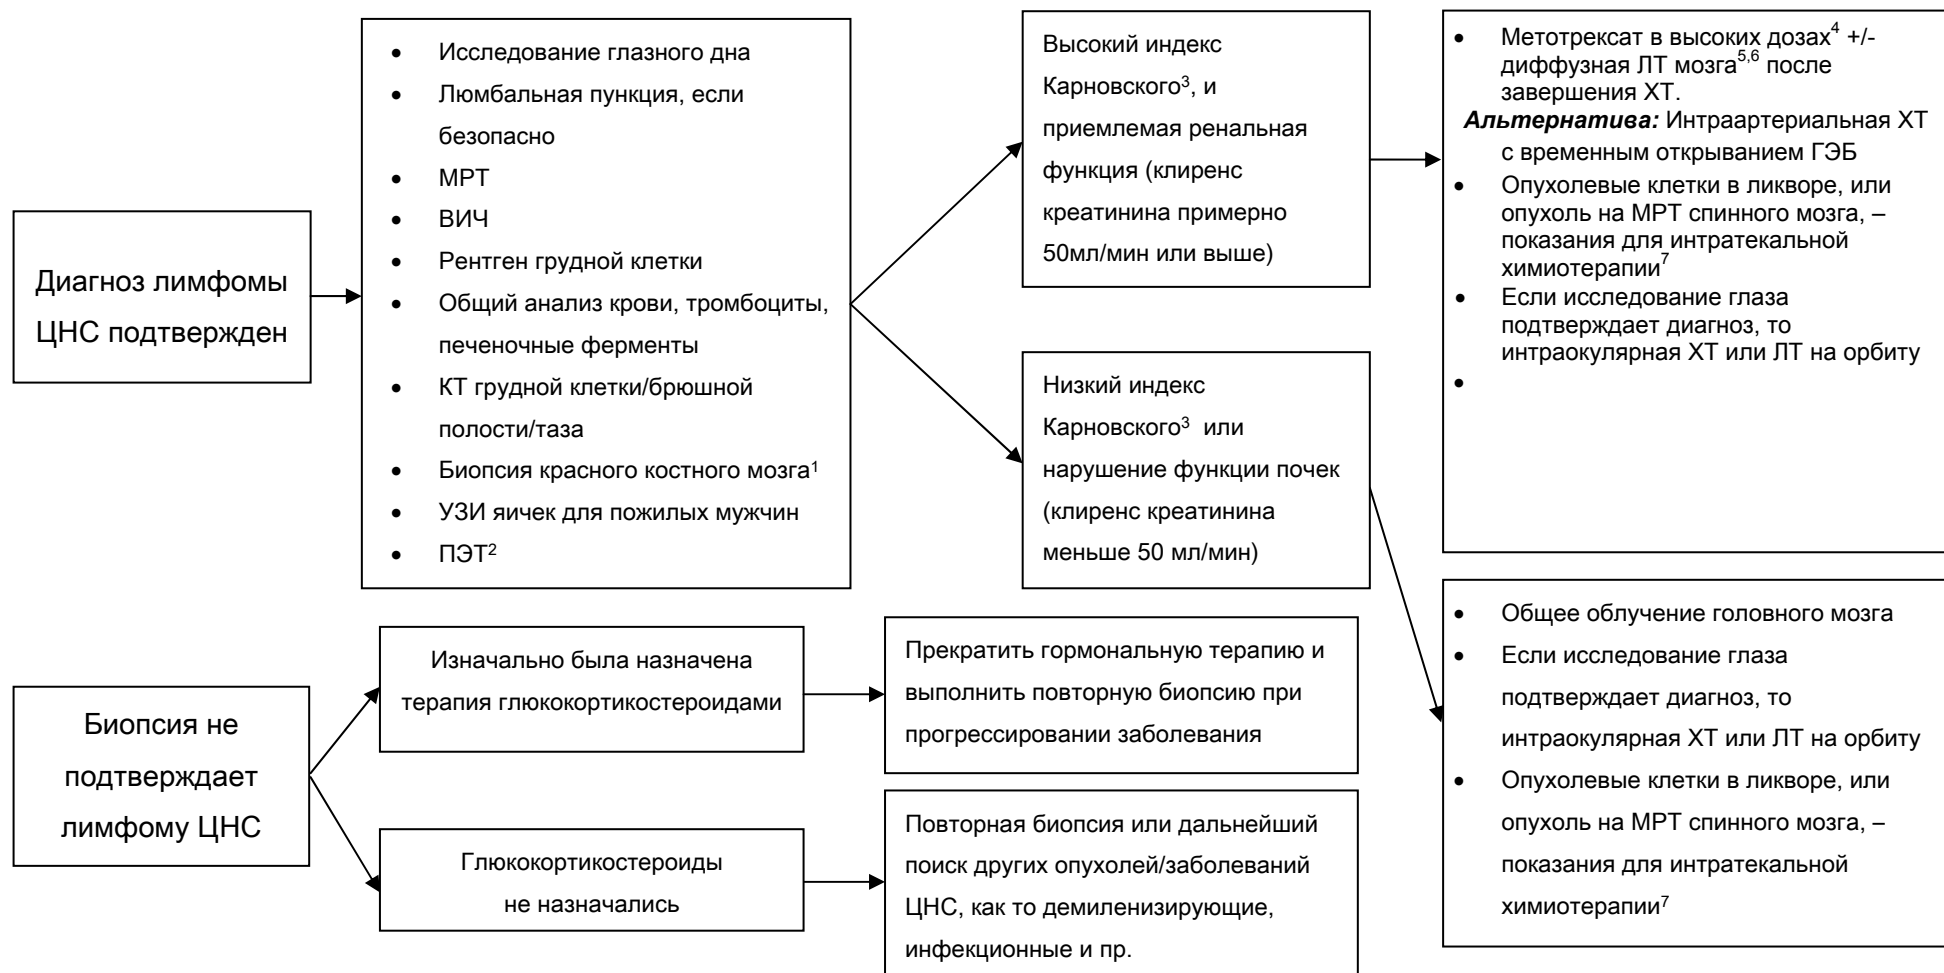 Диагноз лимфомы
ЦНС подтвержден
• Исследование глазного дна
• Люмбальная пункция, если
безопасно
• МРТ
• ВИЧ
• Рентген грудной клетки
• Общий анализ крови, тромбоциты,
печеночные ферменты
• КТ грудной клетки/брюшной
полости/таза
• Биопсия красного костного мозга¹
• УЗИ яичек для пожилых мужчин
• ПЭТ²
Высокий индекс
Карновского³, и
приемлемая ренальная
функция (клиренс
креатинина примерно
50мл/мин или выше)
Низкий индекс
Карновского³ или
нарушение функции почек
(клиренс креатинина
меньше 50 мл/мин)
• Метотрексат в высоких дозах⁴ +/-
диффузная ЛТ мозга⁵,⁶ после
завершения ХТ.
Альтернатива: Интраартериальная ХТ
с временным открыванием ГЭБ
• Опухолевые клетки в ликворе, или
опухоль на МРТ спинного мозга, –
показания для интратекальной
химиотерапии⁷
• Если исследование глаза
подтверждает диагноз, то
интраокулярная ХТ или ЛТ на орбиту
•
• Общее облучение головного мозга
• Если исследование глаза
подтверждает диагноз, то
интраокулярная ХТ или ЛТ на орбиту
• Опухолевые клетки в ликворе, или
опухоль на МРТ спинного мозга, –
показания для интратекальной
химиотерапии⁷
Биопсия не
подтверждает
лимфому ЦНС
Изначально была назначена
терапия глюкокортикостероидами
Прекратить гормональную терапию и
выполнить повторную биопсию при
прогрессировании заболевания
Глюкокортикостероиды
не назначались
Повторная биопсия или дальнейший
поиск других опухолей/заболеваний
ЦНС, как то демиленизирующие,
инфекционные и пр.